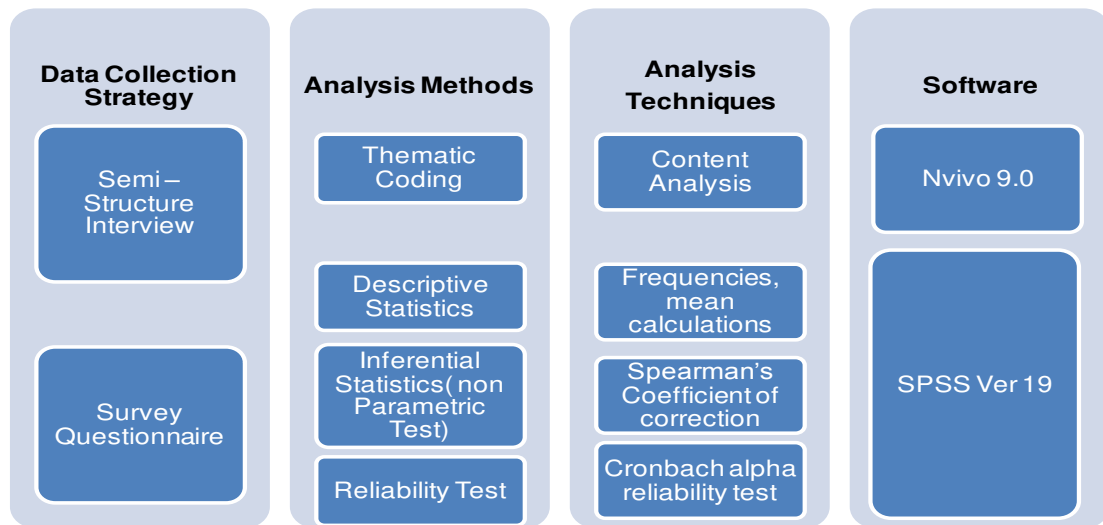 Data Collection
Strategy
Semi –
Structure
Interview
Survey
Questionnaire
Analysis Methods
Thematic
Coding
Descriptive
Statistics
Inferential
Statistics( non
Parametric
Test)
Reliability Test
Analysis
Techniques
Content
Analysis
Frequencies,
mean
calculations
Spearman’s
Coefficient of
correction
Cronbach alpha
reliability test
Software
Nvivo 9.0
SPSS Ver 19